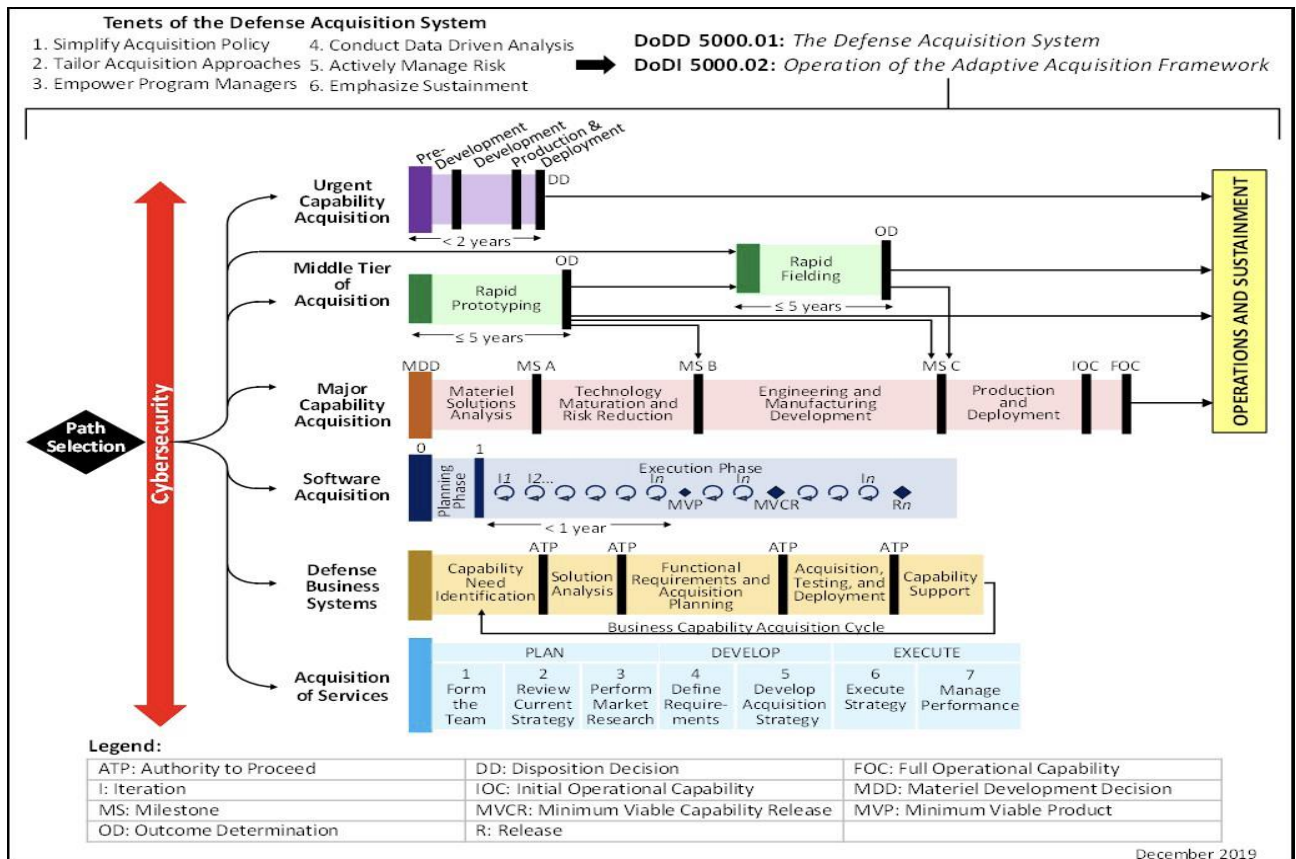 Tenets of the Defense Acquisition System
1. Simplify Acquisition Policy
2. Tailor Acquisition Approaches
3. Empower Program Managers
4. Conduct Data Driven Analysis
5. Actively Manage Risk
6. Emphasize Sustainment
DoDD 5000.01: The Defense Acquisition System
DoDI 5000.02: Operation of the Adaptive Acquisition Framework
Path
Selection
Cybersecurity
Urgent
Capability
Acquisition
Pre-
Development
Development
Production &
Deployment
DD
< 2 years
Middle Tier
of
Acquisition
Rapid
Prototyping
OD
≤ 5 years
Rapid
Fielding
OD
≤ 5 years
Major
Capability
Acquisition
MDD
Materiel
Solutions
Analysis
MS A
Technology
Maturation and
Risk Reduction
MS B
Engineering and
Manufacturing
Development
MS C
Production
and
Deployment
IOC
FOC
OPERATIONS AND SUSTAINMENT
Software
Acquisition
0
Planning
Phase
1
Execution Phase
I1
I2...
In
MVP
In
MVCR
In
Rn
< 1 year
Defense
Business
Systems
Capability
Need
Identification
ATP
Solution
Analysis
ATP
Functional
Requirements and
Acquisition
Planning
ATP
Acquisition,
Testing, and
Deployment
ATP
Capability
Support
Business Capability Acquisition Cycle
Acquisition
of Services
PLAN
DEVELOP
EXECUTE
1
Form
the
Team
2
Review
Current
Strategy
3
Perform
Market
Research
4
Define
Require-
ments
5
Develop
Acquisition
Strategy
6
Execute
Strategy
7
Manage
Performance
Legend:
ATP: Authority to Proceed
DD: Disposition Decision
FOC: Full Operational Capability
I: Iteration
IOC: Initial Operational Capability
MDD: Materiel Development Decision
MS: Milestone
MVCR: Minimum Viable Capability Release
MVP: Minimum Viable Product
OD: Outcome Determination
R: Release
December 2019